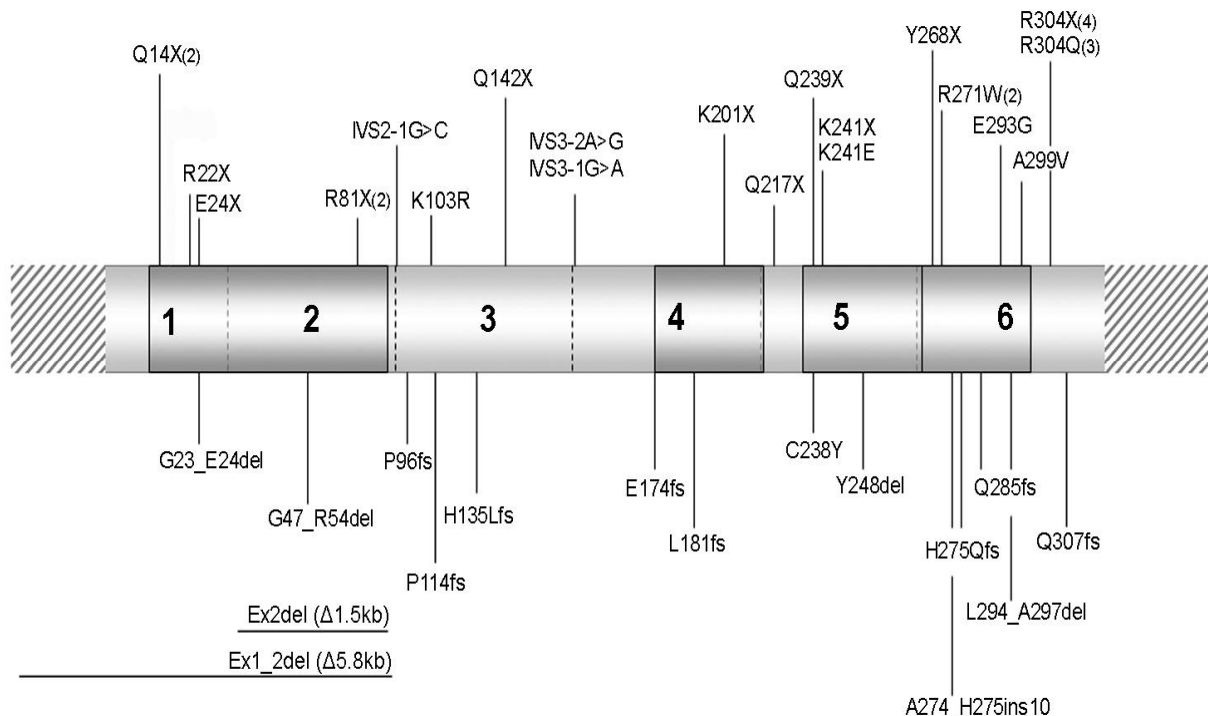 Q14X(2)
R22X
E24X
R81X(2)
IVS2-1G>C
K103R
Q142X
IVS3-2A>G
IVS3-1G>A
K201X
Q217X
Q239X
K241X
K241E
Y268X
R271W(2)
E293G
A299V
R304X(4)
R304Q(3)
1
2
3
4
5
6
G23_E24del
G47_R54del
P96fs
P114fs
H135Lfs
E174fs
L181fs
C238Y
Y248del
H275Qfs
Q285fs
L294_A297del
Q307fs
A274_H275ins10
Ex2del (Δ1.5kb)
Ex1_2del (Δ5.8kb)